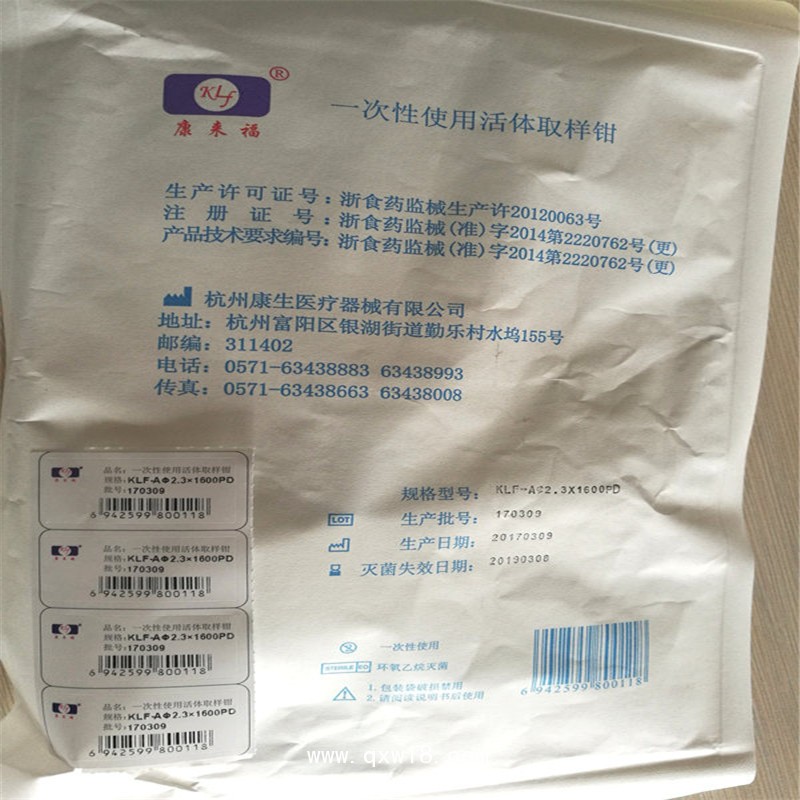 KLf ®
康来福
一次性使用活体取样钳
生产许可证号：浙食药监械生产许20120063号
注册证号：浙食药监械(准)字2014第2220762号(更)
产品技术要求编号：浙食药监械(准)字2014第2220762号(更)
杭州康生医疗器械有限公司
地址：杭州富阳区银湖街道勤乐村水坞155号
邮编：311402
电话：0571-63438883 63438993
传真：0571-63438663 63438008
品名：一次性使用活体取样钳
规格：KLF-AΦ2.3×1600PD
批号：170309
6 942599 800118
品名：一次性使用活体取样钳
规格：KLF-AΦ2.3×1600PD
批号：170309
6 942599 800118
品名：一次性使用活体取样钳
规格：KLF-AΦ2.3×1600PD
批号：170309
6 942599 800118
品名：一次性使用活体取样钳
规格：KLF-AΦ2.3×1600PD
批号：170309
6 942599 800118
规格型号：KLF-AΦ2.3X1600PD
LOT 生产批号：170309
生产日期：20170309
灭菌失效日期：20190308
一次性使用
STERILE EO 环氧乙烷灭菌
1. 包装袋破损禁用
2. 请阅读说明书后使用
6 942599 800118
www.qxw18.